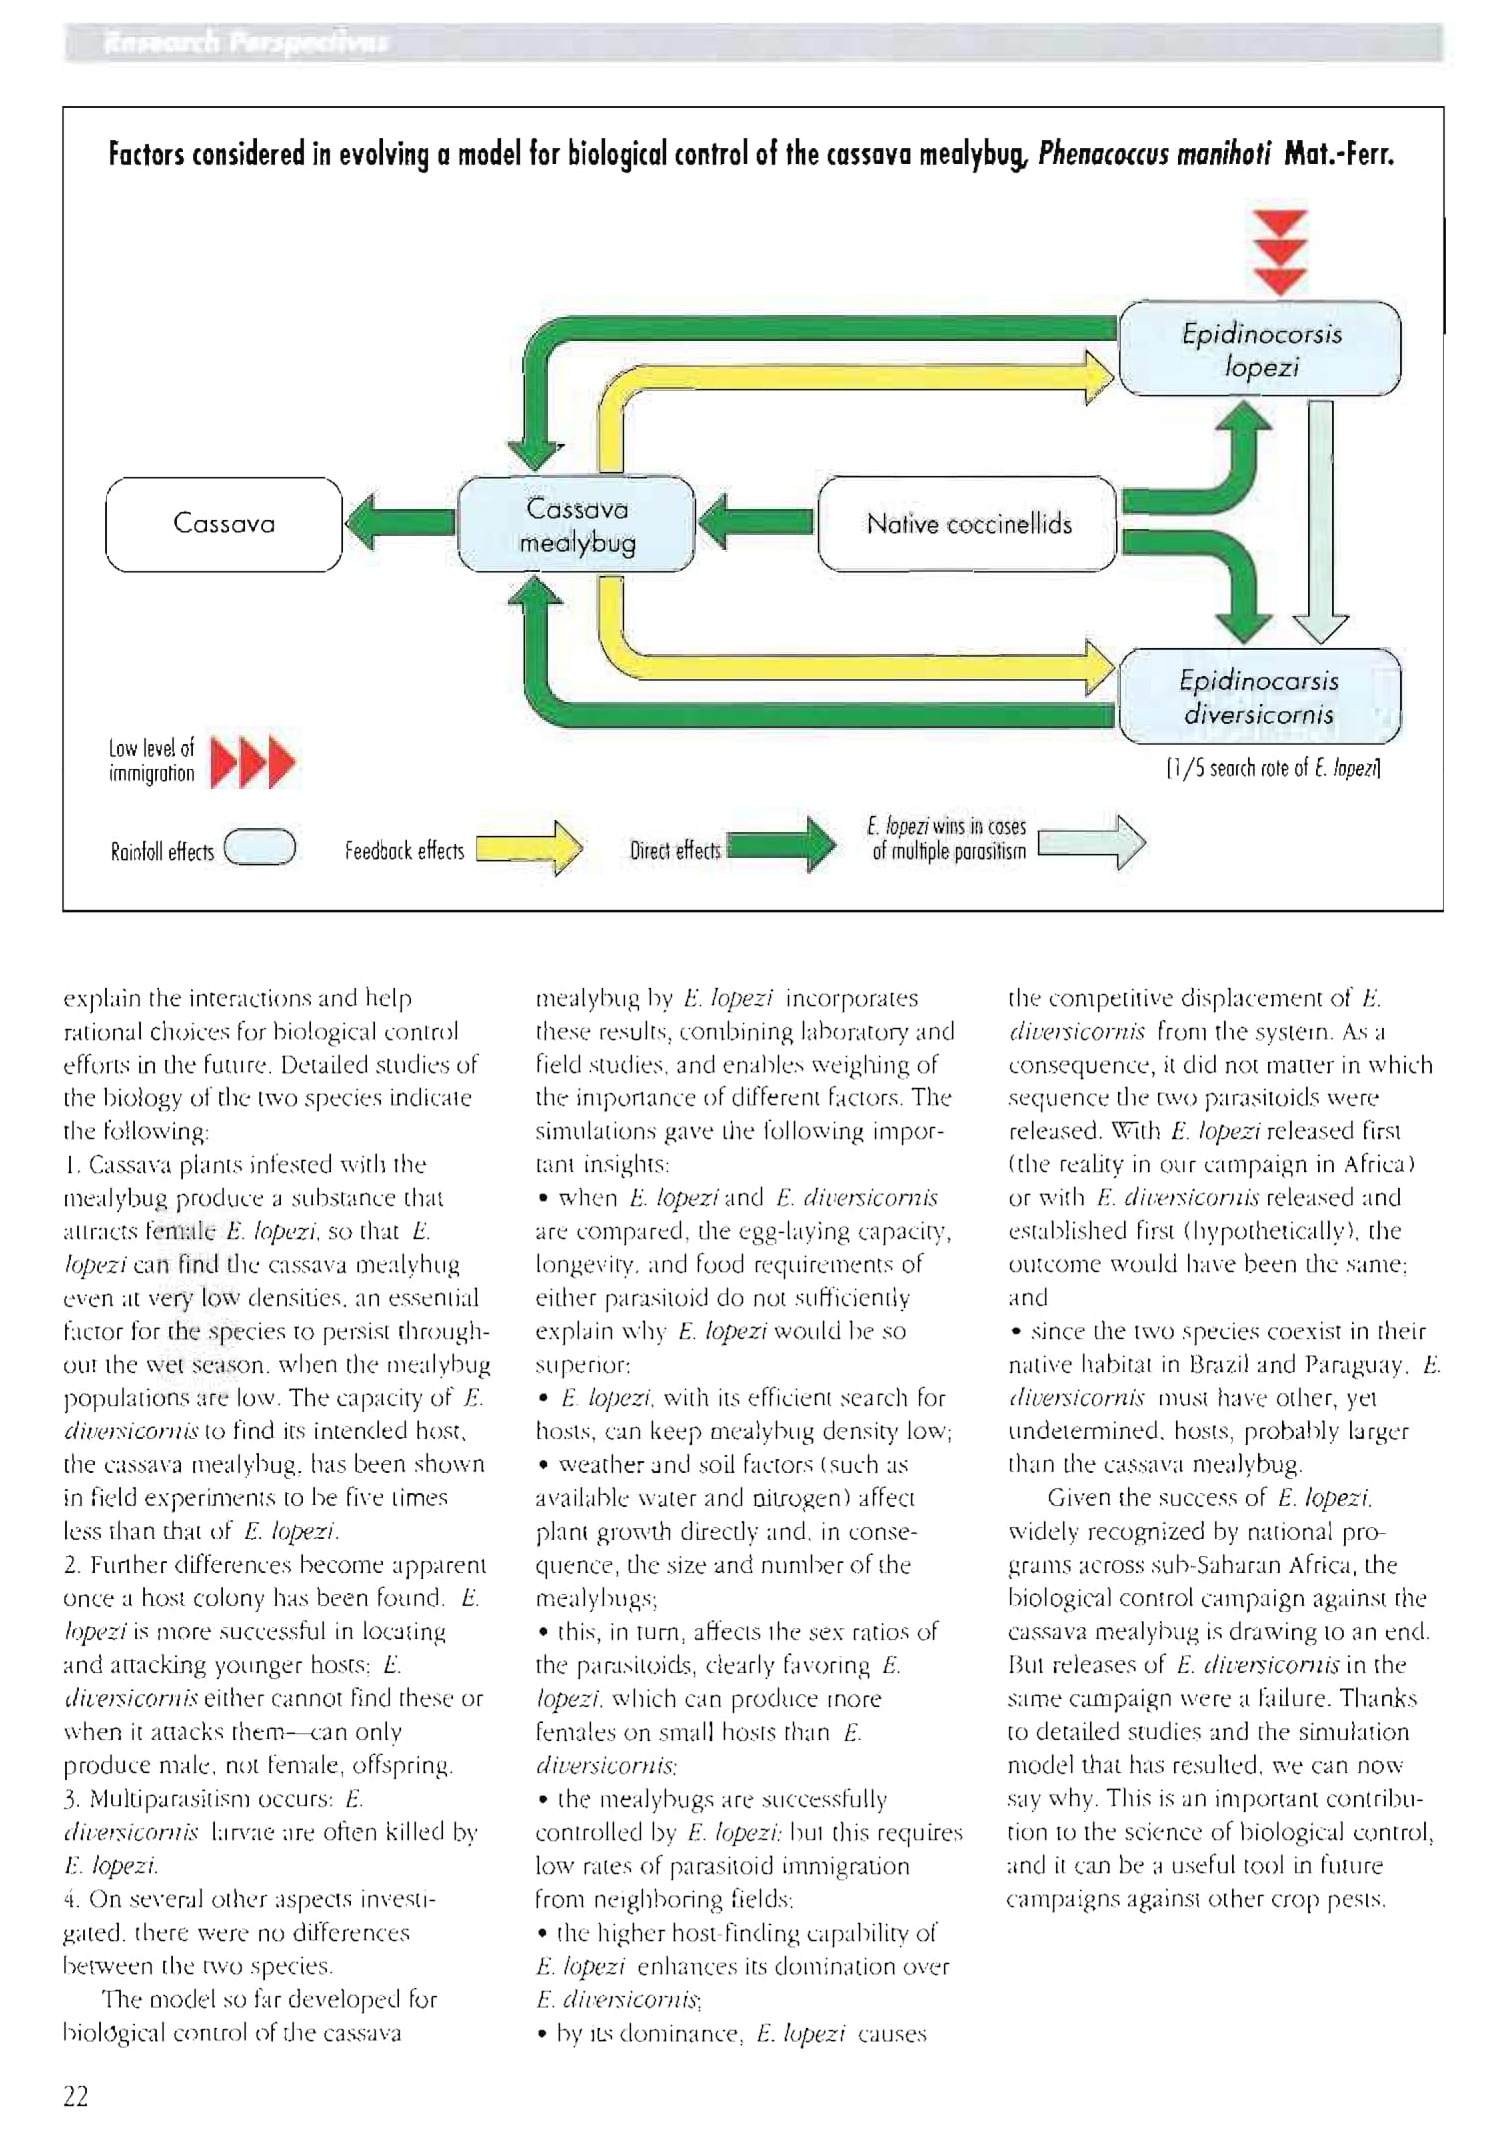 Research Perspectives
Factors considered in evolving a model for biological control of the cassava mealybug, Phenacoccus manihoti Mat.-Ferr.
Epidinocorsis
lopezi
Cassava
Cassava
mealybug
Native coccinellids
Epidinocarsis
diversicornis
[1/5 search rate of E. lopezi]
Low level of
immigration
Rainfall effects
Feedback effects
Direct effects
E. lopezi wins in cases
of multiple parasitism
explain the interactions and help
rational choices for biological control
efforts in the future. Detailed studies of
the biology of the two species indicate
the following:
1. Cassava plants infested with the
mealybug produce a substance that
attracts female E. lopezi, so that E.
lopezi can find the cassava mealybug
even at very low densities, an essential
factor for the species to persist through-
out the wet season, when the mealybug
populations are low. The capacity of E.
diversicornis to find its intended host,
the cassava mealybug, has been shown
in field experiments to be five times
less than that of E. lopezi.
2. Further differences become apparent
once a host colony has been found. E.
lopezi is more successful in locating
and attacking younger hosts; E.
diversicornis either cannot find these or
when it attacks them—can only
produce male, not female, offspring.
3. Multiparasitism occurs: E.
diversicornis larvae are often killed by
E. lopezi.
4. On several other aspects investi-
gated, there were no differences
between the two species.
The model so far developed for
biological control of the cassava
mealybug by E. lopezi incorporates
these results, combining laboratory and
field studies, and enables weighing of
the importance of different factors. The
simulations gave the following impor-
tant insights:
• when E. lopezi and E. diversicornis
are compared, the egg-laying capacity,
longevity, and food requirements of
either parasitoid do not sufficiently
explain why E. lopezi would be so
superior;
• E. lopezi, with its efficient search for
hosts, can keep mealybug density low;
• weather and soil factors (such as
available water and nitrogen) affect
plant growth directly and, in conse-
quence, the size and number of the
mealybugs;
• this, in turn, affects the sex ratios of
the parasitoids, clearly favoring E.
lopezi, which can produce more
females on small hosts than E.
diversicornis;
• the mealybugs are successfully
controlled by E. lopezi; but this requires
low rates of parasitoid immigration
from neighboring fields;
• the higher host-finding capability of
E. lopezi enhances its domination over
E. diversicornis;
• by its dominance, E. lopezi causes
the competitive displacement of E.
diversicornis from the system. As a
consequence, it did not matter in which
sequence the two parasitoids were
released. With E. lopezi released first
(the reality in our campaign in Africa)
or with E. diversicornis released and
established first (hypothetically), the
outcome would have been the same;
and
• since the two species coexist in their
native habitat in Brazil and Paraguay, E.
diversicornis must have other, yet
undetermined, hosts, probably larger
than the cassava mealybug.
Given the success of E. lopezi,
widely recognized by national pro-
grams across sub-Saharan Africa, the
biological control campaign against the
cassava mealybug is drawing to an end.
But releases of E. diversicornis in the
same campaign were a failure. Thanks
to detailed studies and the simulation
model that has resulted, we can now
say why. This is an important contribu-
tion to the science of biological control,
and it can be a useful tool in future
campaigns against other crop pests.
22